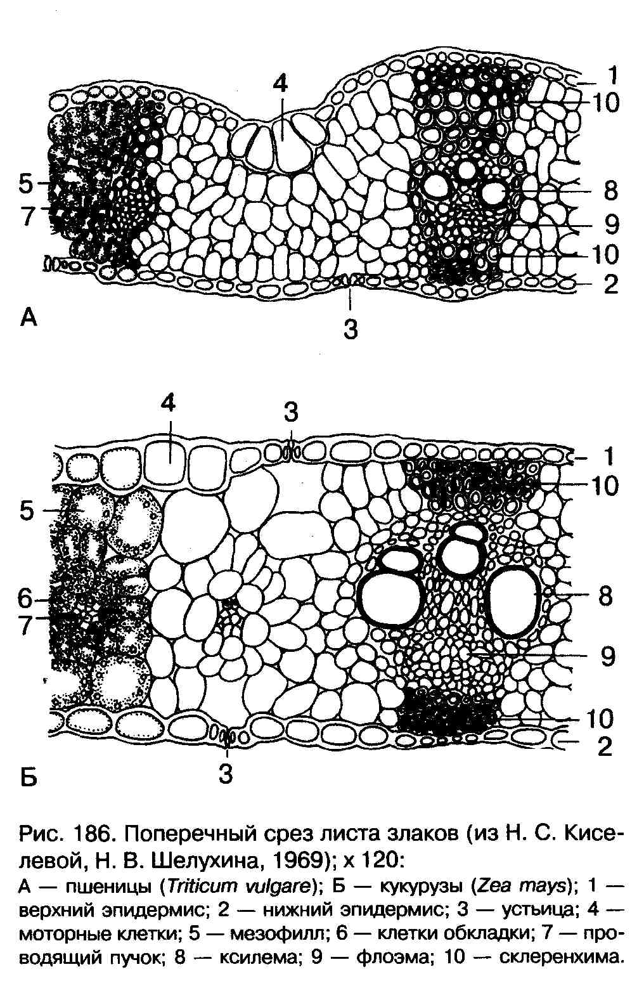 4
1
10
5
7
8
9
10
2
А
3
4
3
1
10
5
6
7
8
9
10
2
3
Б
Рис. 186. Поперечный срез листа злаков (из Н. С. Кисе-
левой, Н. В. Шелухина, 1969); х 120:
А — пшеницы (Triticum vulgare); Б — кукурузы (Zea mays); 1 —
верхний эпидермис; 2 — нижний эпидермис; 3 — устьица; 4 —
моторные клетки; 5 — мезофилл; 6 — клетки обкладки; 7 — про-
водящий пучок; 8 — ксилема; 9 — флоэма; 10 — склеренхима.